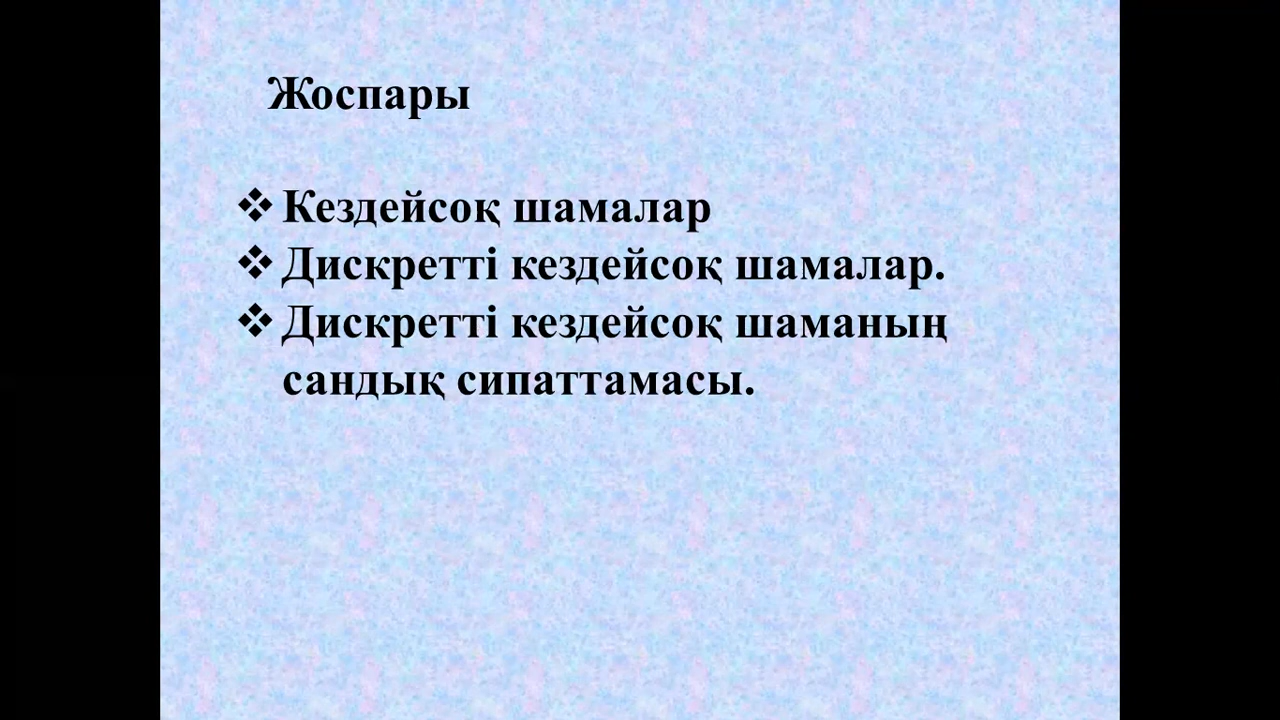 Жоспары
❖ Кездейсоқ шамалар
❖ Дискретті кездейсоқ шамалар.
❖ Дискретті кездейсоқ шаманың
сандық сипаттамасы.